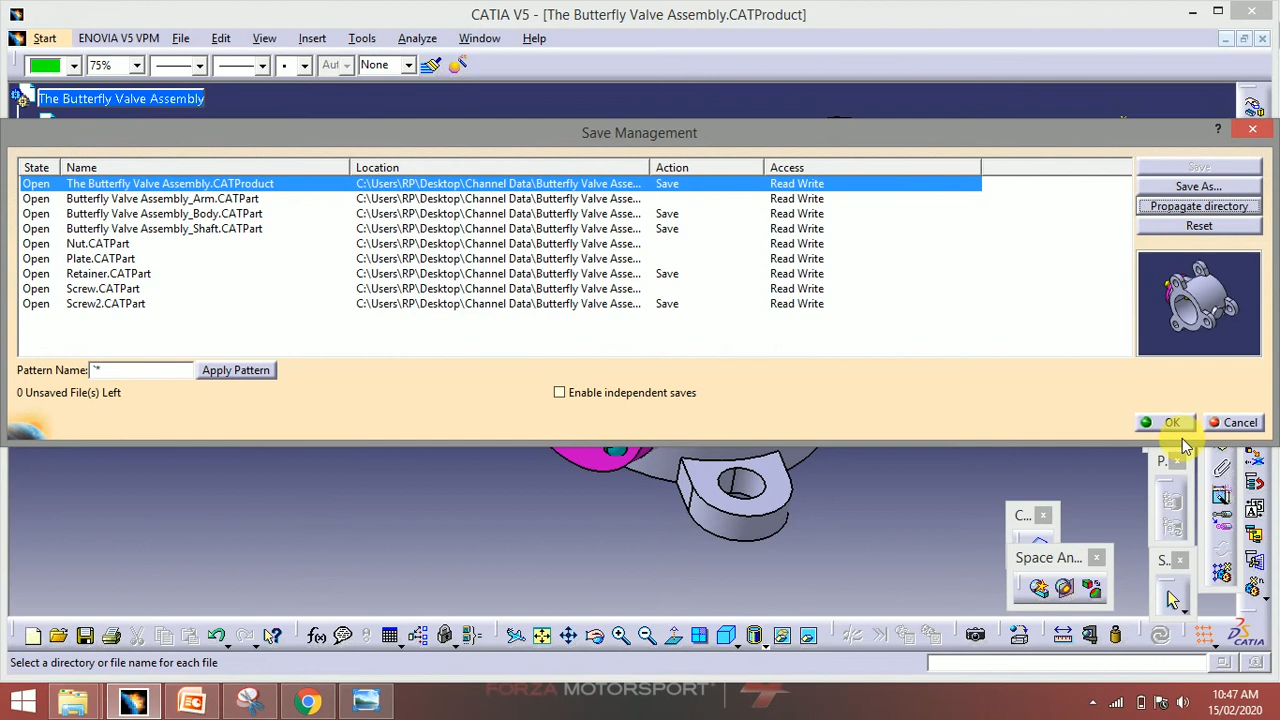 CATIA V5 - [The Butterfly Valve Assembly.CATProduct]
Start ENOVIA V5 VPM File Edit View Insert Tools Analyze Window Help
75% Aut None
The Butterfly Valve Assembly
Save Management ?
State Name Location Action Access
Open The Butterfly Valve Assembly.CATProduct C:\Users\RP\Desktop\Channel Data\Butterfly Valve Asse... Save Read Write
Open Butterfly Valve Assembly_Arm.CATPart C:\Users\RP\Desktop\Channel Data\Butterfly Valve Asse... Read Write
Open Butterfly Valve Assembly_Body.CATPart C:\Users\RP\Desktop\Channel Data\Butterfly Valve Asse... Save Read Write
Open Butterfly Valve Assembly_Shaft.CATPart C:\Users\RP\Desktop\Channel Data\Butterfly Valve Asse... Save Read Write
Open Nut.CATPart C:\Users\RP\Desktop\Channel Data\Butterfly Valve Asse... Read Write
Open Plate.CATPart C:\Users\RP\Desktop\Channel Data\Butterfly Valve Asse... Read Write
Open Retainer.CATPart C:\Users\RP\Desktop\Channel Data\Butterfly Valve Asse... Save Read Write
Open Screw.CATPart C:\Users\RP\Desktop\Channel Data\Butterfly Valve Asse... Read Write
Open Screw2.CATPart C:\Users\RP\Desktop\Channel Data\Butterfly Valve Asse... Save Read Write
Save
Save As...
Propagate directory
Reset
Pattern Name: `* Apply Pattern
0 Unsaved File(s) Left Enable independent saves
OK Cancel
P.
C...
Space An...
S..
f(x)
CATIA
Select a directory or file name for each file
FORZA MOTORSPORT
10:47 AM
15/02/2020